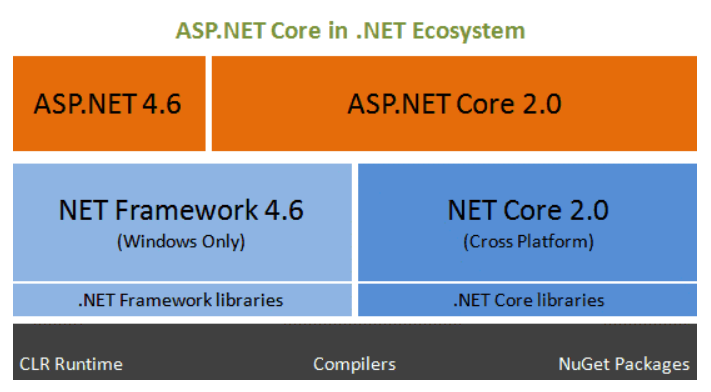 ASP.NET Core in .NET Ecosystem
ASP.NET 4.6
ASP.NET Core 2.0
NET Framework 4.6
(Windows Only)
NET Core 2.0
(Cross Platform)
.NET Framework libraries
.NET Core libraries
CLR Runtime
Compilers
NuGet Packages